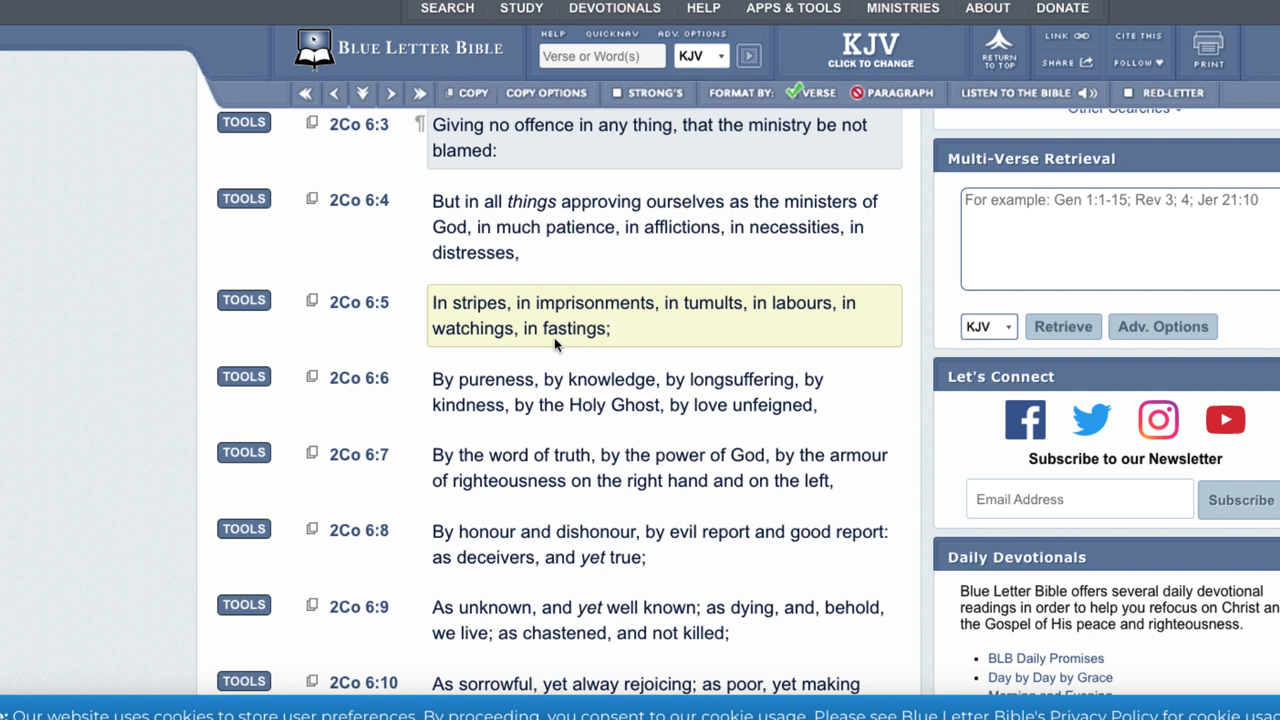 SEARCH STUDY DEVOTIONALS HELP APPS & TOOLS MINISTRIES ABOUT DONATE
BLUE LETTER BIBLE
HELP QUICKNAV ADV. OPTIONS
Verse or Word(s) KJV
KJV
CLICK TO CHANGE
RETURN
TO TOP
LINK
SHARE
CITE THIS
FOLLOW
PRINT
COPY COPY OPTIONS STRONG'S FORMAT BY: VERSE PARAGRAPH LISTEN TO THE BIBLE RED-LETTER
TOOLS 2Co 6:3 ¶ Giving no offence in any thing, that the ministry be not
blamed:
TOOLS 2Co 6:4 But in all things approving ourselves as the ministers of
God, in much patience, in afflictions, in necessities, in
distresses,
TOOLS 2Co 6:5 In stripes, in imprisonments, in tumults, in labours, in
watchings, in fastings;
TOOLS 2Co 6:6 By pureness, by knowledge, by longsuffering, by
kindness, by the Holy Ghost, by love unfeigned,
TOOLS 2Co 6:7 By the word of truth, by the power of God, by the armour
of righteousness on the right hand and on the left,
TOOLS 2Co 6:8 By honour and dishonour, by evil report and good report:
as deceivers, and yet true;
TOOLS 2Co 6:9 As unknown, and yet well known; as dying, and, behold,
we live; as chastened, and not killed;
TOOLS 2Co 6:10 As sorrowful, yet alway rejoicing; as poor, yet making
Other Searches
Multi-Verse Retrieval
For example: Gen 1:1-15; Rev 3; 4; Jer 21:10
KJV Retrieve Adv. Options
Let's Connect
Subscribe to our Newsletter
Email Address Subscribe
Daily Devotionals
Blue Letter Bible offers several daily devotional
readings in order to help you refocus on Christ an
the Gospel of His peace and righteousness.
• BLB Daily Promises
• Day by Day by Grace
• Morning and Evening
e: Our website uses cookies to store user preferences. By proceeding, you consent to our cookie usage. Please see Blue Letter Bible's Privacy Policy for cookie usag